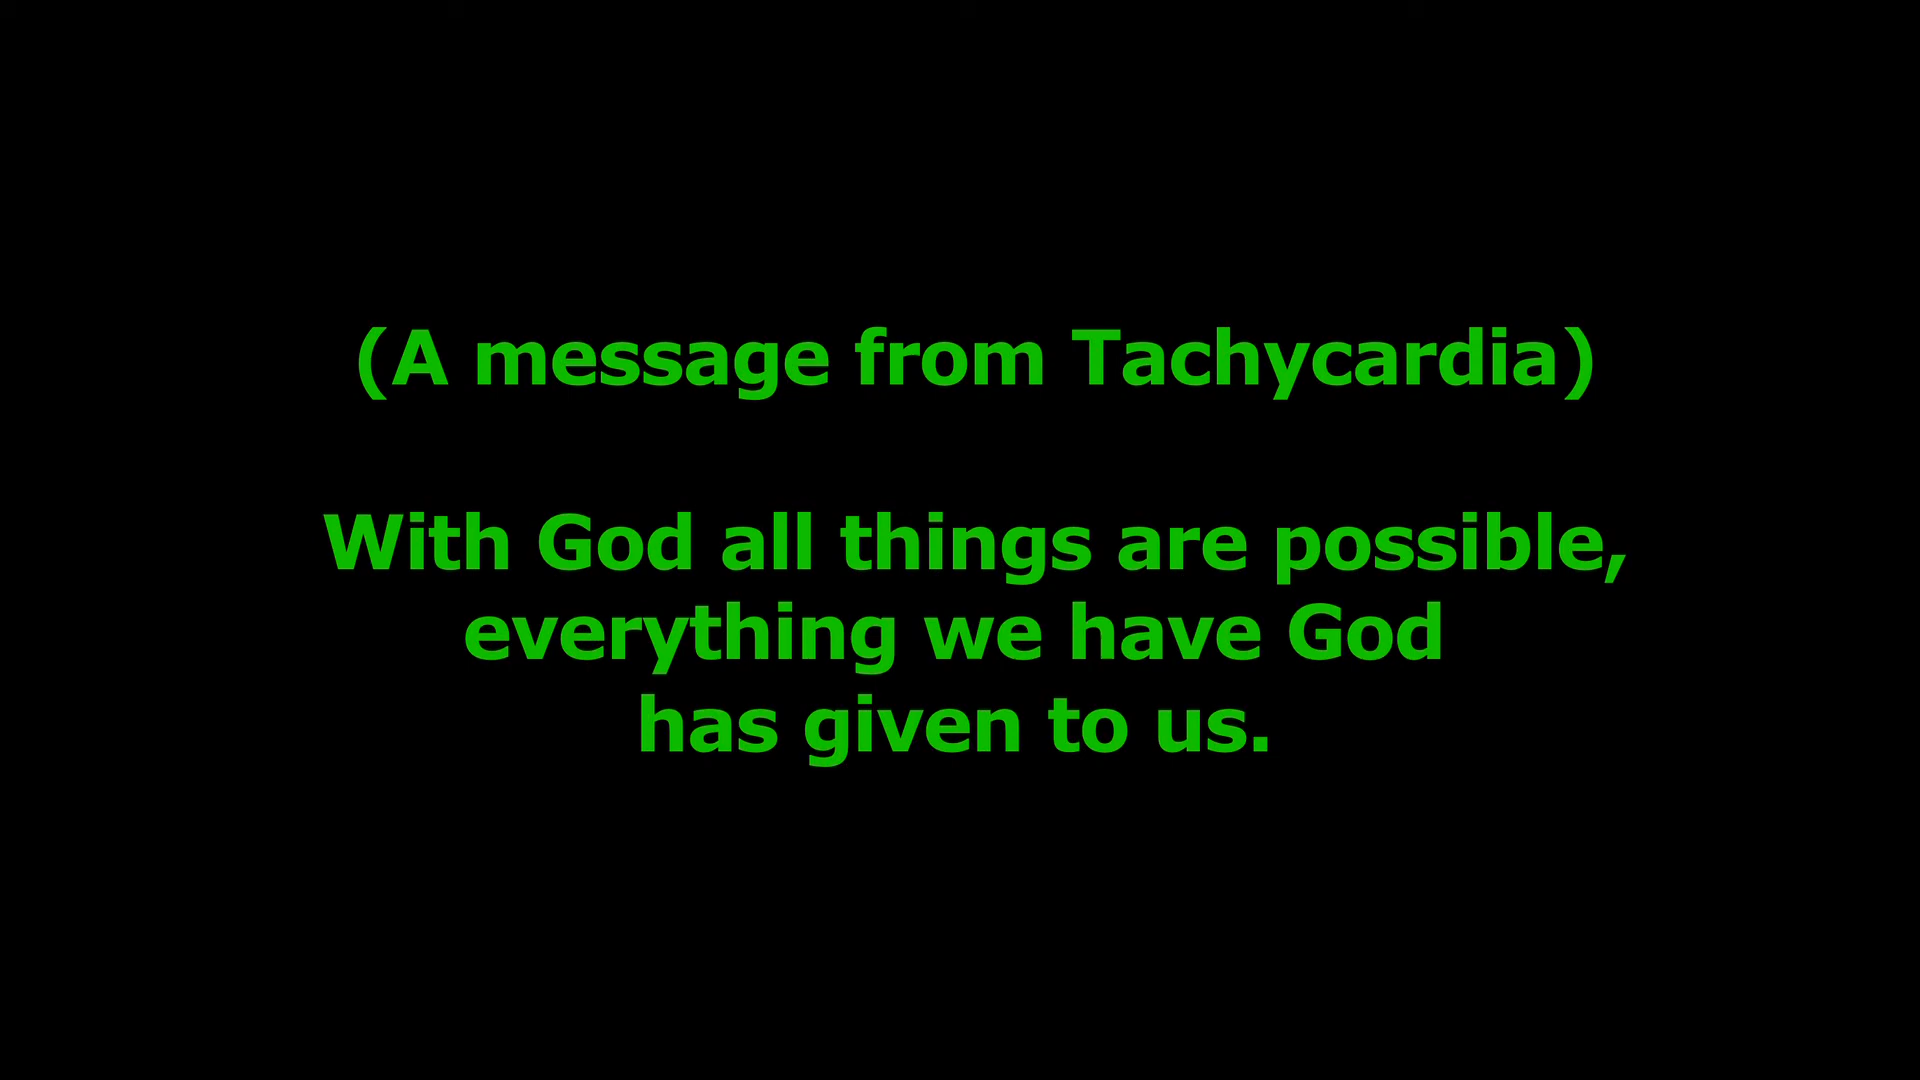 (A message from Tachycardia)
With God all things are possible,
everything we have God
has given to us.